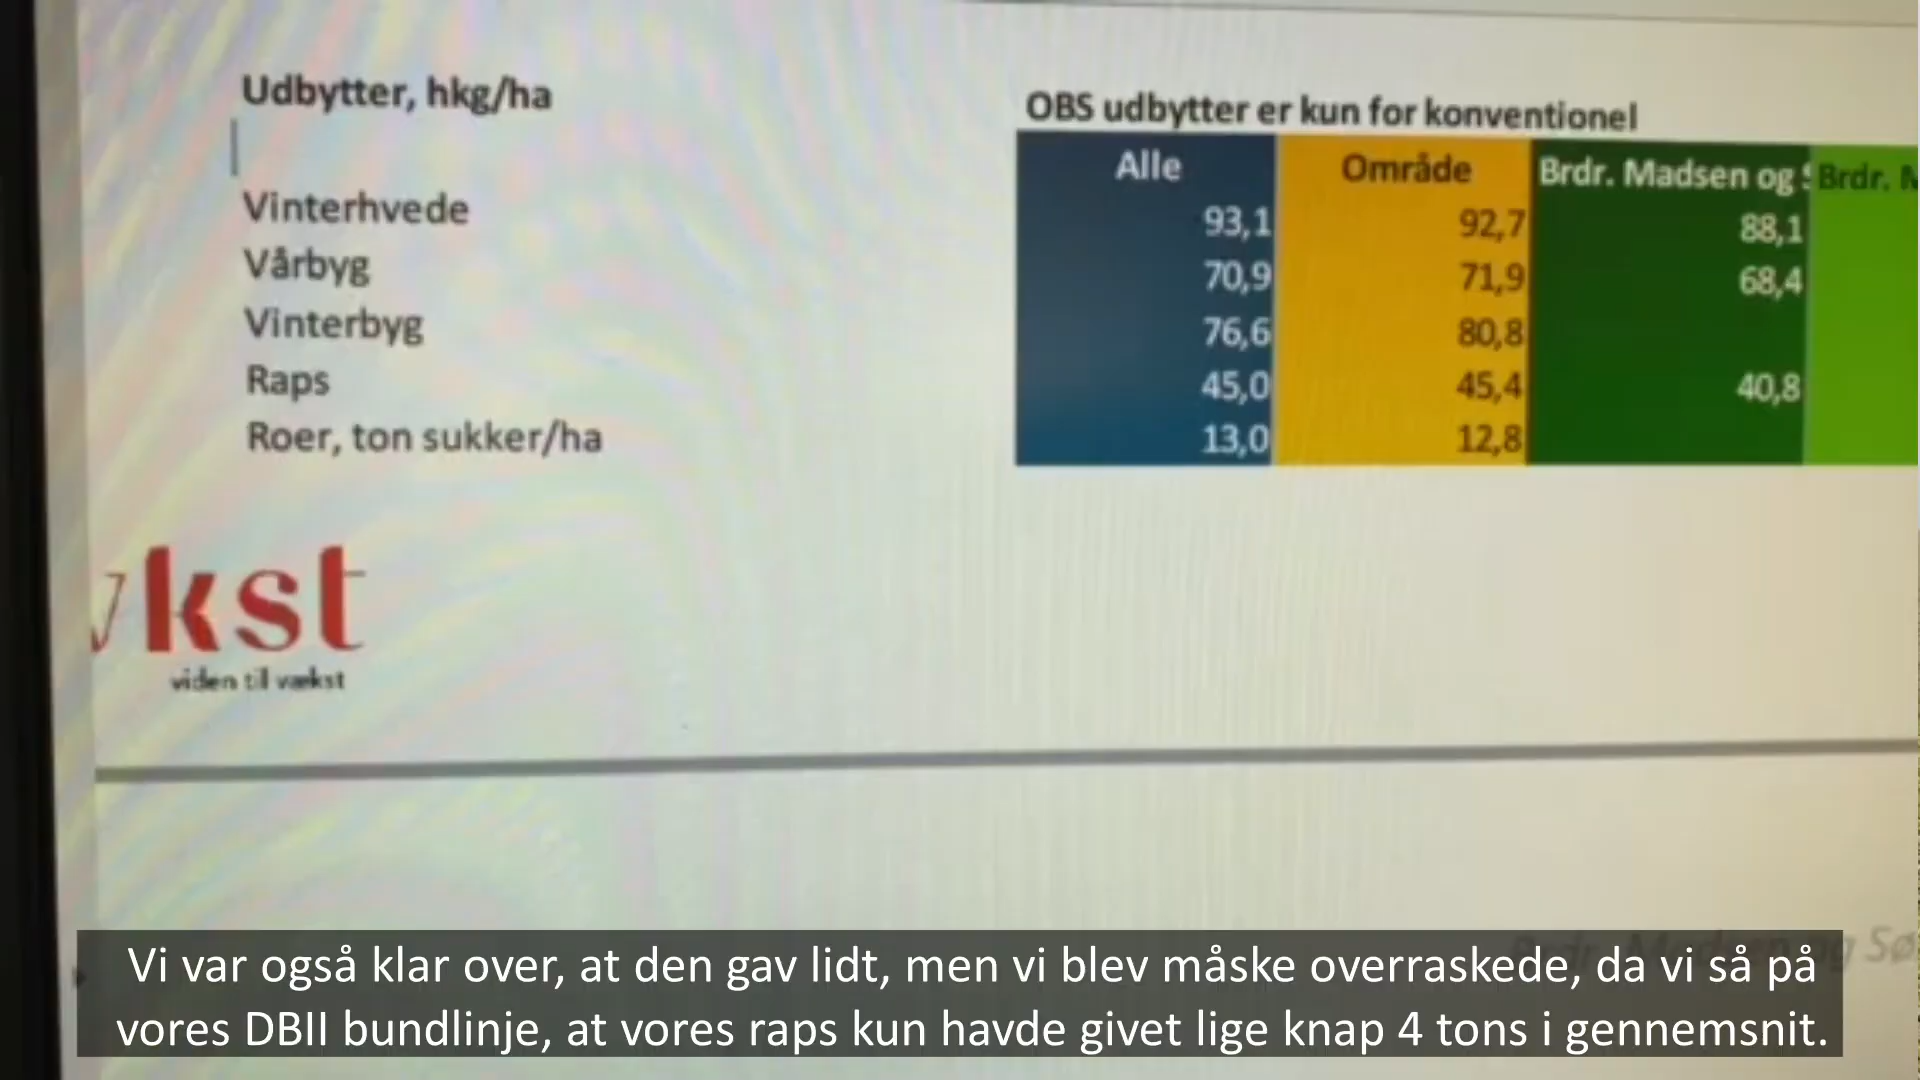 Udbytter, hkg/ha
OBS udbytter er kun for konventionel
Alle Område Brdr. Madsen og Brdr.
Vinterhvede 93,1 92,7 88,1
Vårbyg 70,9 71,9 68,4
Vinterbyg 76,6 80,8
Raps 45,0 45,4 40,8
Roer, ton sukker/ha 13,0 12,8
vkst
viden til vækst
Vi var også klar over, at den gav lidt, men vi blev måske overraskede, da vi så på
vores DBII bundlinje, at vores raps kun havde givet lige knap 4 tons i gennemsnit.